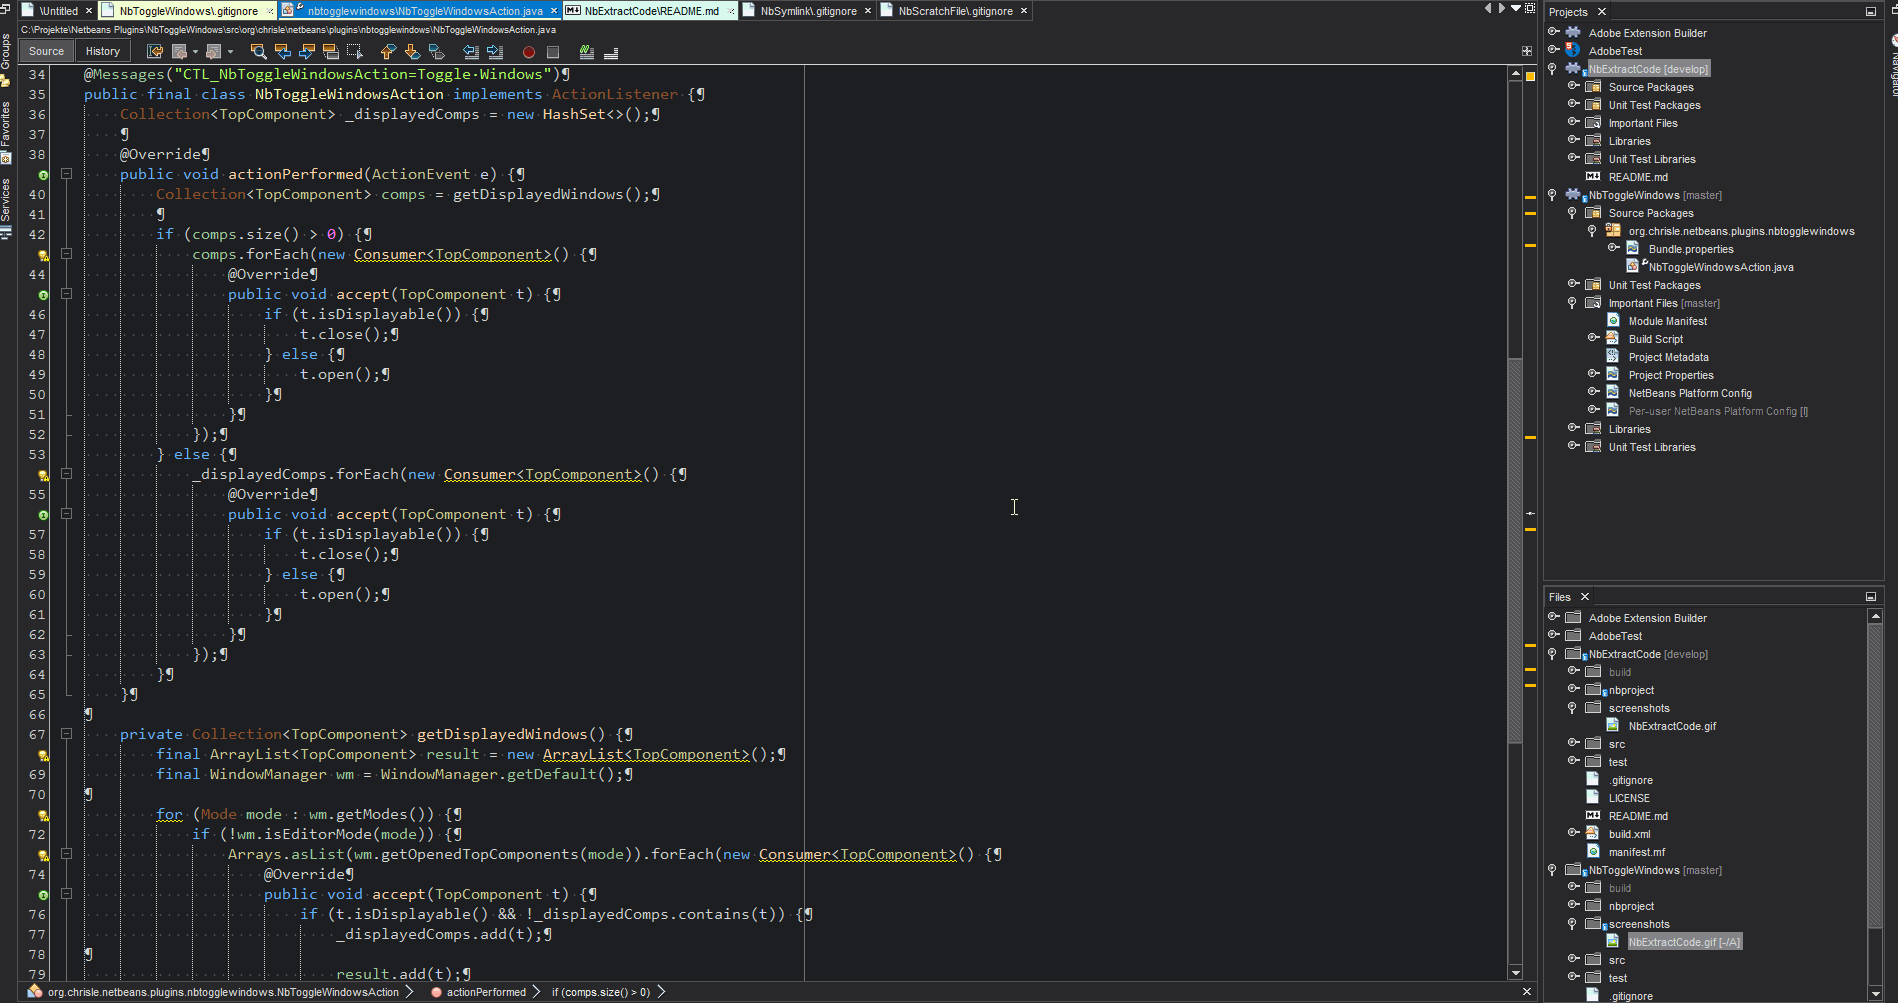 \Untitled
NbToggleWindows\.gitignore
nbtogglewindows\NbToggleWindowsAction.java
NbExtractCode\README.md
NbSymlink\.gitignore
NbScratchFile\.gitignore
C:\Projekte\Netbeans Plugins\NbToggleWindows\src\org\chrisle\netbeans\plugins\nbtogglewindows\NbToggleWindowsAction.java
Source
History
Groups
Favorites
Services
34 @Messages("CTL_NbToggleWindowsAction=Toggle·Windows")¶
35 public·final·class·NbToggleWindowsAction·implements·ActionListener·{¶
36 ····Collection<TopComponent>·_displayedComps·=·new·HashSet<>();¶
37 ····¶
38 ····@Override¶
····public·void·actionPerformed(ActionEvent·e)·{¶
40 ········Collection<TopComponent>·comps·=·getDisplayedWindows();¶
41 ········¶
42 ········if·(comps.size()·>·0)·{¶
············comps.forEach(new·Consumer<TopComponent>()·{¶
44 ················@Override¶
················public·void·accept(TopComponent·t)·{¶
46 ····················if·(t.isDisplayable())·{¶
47 ························t.close();¶
48 ····················}·else·{¶
49 ························t.open();¶
50 ····················}¶
51 ················}¶
52 ············});¶
53 ········}·else·{¶
············_displayedComps.forEach(new·Consumer<TopComponent>()·{¶
55 ················@Override¶
················public·void·accept(TopComponent·t)·{¶
57 ····················if·(t.isDisplayable())·{¶
58 ························t.close();¶
59 ····················}·else·{¶
60 ························t.open();¶
61 ····················}¶
62 ················}¶
63 ············});¶
64 ········}¶
65 ····}¶
66 ¶
67 ····private·Collection<TopComponent>·getDisplayedWindows()·{¶
········final·ArrayList<TopComponent>·result·=·new·ArrayList<TopComponent>();¶
69 ········final·WindowManager·wm·=·WindowManager.getDefault();¶
70 ¶
········for·(Mode·mode·:·wm.getModes())·{¶
72 ············if·(!wm.isEditorMode(mode))·{¶
················Arrays.asList(wm.getOpenedTopComponents(mode)).forEach(new·Consumer<TopComponent>()·{¶
74 ····················@Override¶
····················public·void·accept(TopComponent·t)·{¶
76 ························if·(t.isDisplayable()·&&·!_displayedComps.contains(t))·{¶
77 ····························_displayedComps.add(t);¶
78 ¶
79 ····························result.add(t);¶
org.chrisle.netbeans.plugins.nbtogglewindows.NbToggleWindowsAction
actionPerformed
if (comps.size() > 0)
Projects
Adobe Extension Builder
AdobeTest
NbExtractCode [develop]
Source Packages
Unit Test Packages
Important Files
Libraries
Unit Test Libraries
README.md
NbToggleWindows [master]
Source Packages
org.chrisle.netbeans.plugins.nbtogglewindows
Bundle.properties
NbToggleWindowsAction.java
Unit Test Packages
Important Files [master]
Module Manifest
Build Script
Project Metadata
Project Properties
NetBeans Platform Config
Per-user NetBeans Platform Config [I]
Libraries
Unit Test Libraries
Files
Adobe Extension Builder
AdobeTest
NbExtractCode [develop]
build
nbproject
screenshots
NbExtractCode.gif
src
test
.gitignore
LICENSE
README.md
build.xml
manifest.mf
NbToggleWindows [master]
build
nbproject
screenshots
NbExtractCode.gif [-/A]
src
test
.gitignore
Navigator